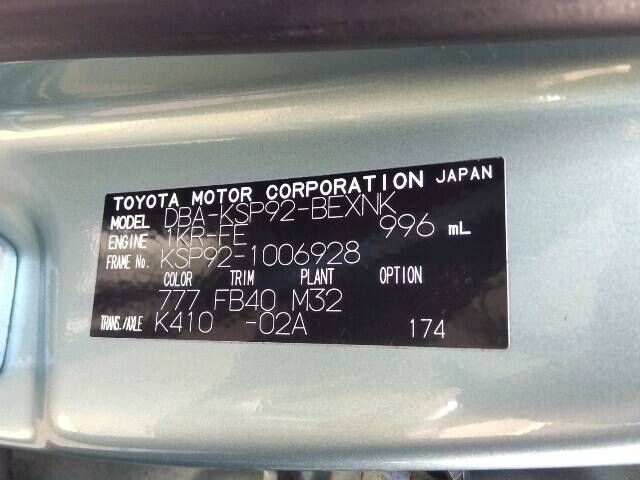 TOYOTA MOTOR CORPORATION JAPAN
MODEL DBA-KSP92-BEXNK
ENGINE 1KR-FE 996 mL
FRAME No. KSP92-1006928
COLOR TRIM PLANT OPTION
777 FB40 M32
TRANS./AXLE K410 -02A 174